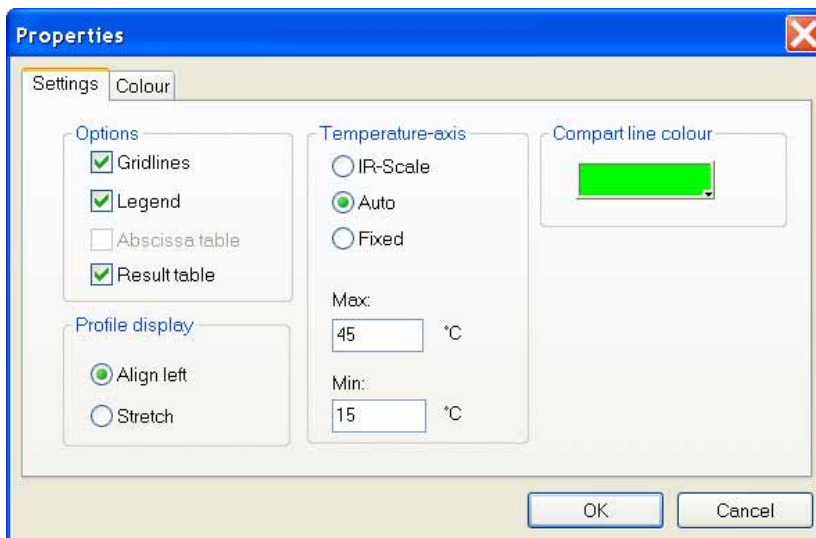 Properties
Settings
Colour
Options
Gridlines
Legend
Abscissa table
Result table
Profile display
Align left
Stretch
Temperature-axis
IR-Scale
Auto
Fixed
Max:
45 °C
Min:
15 °C
Compart line colour
OK
Cancel